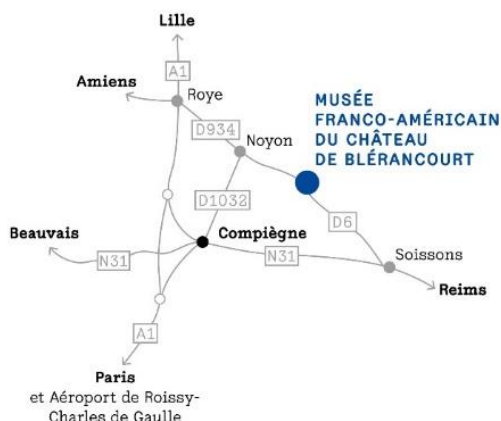 Lille
A1
Amiens
Roye
D934
MUSÉE
FRANCO-AMÉRICAIN
DU CHÂTEAU
DE BLÉRANCOURT
Noyon
D1032
D6
Beauvais
N31
Compiègne
N31
Soissons
Reims
A1
Paris
et Aéroport de Roissy-
Charles de Gaulle